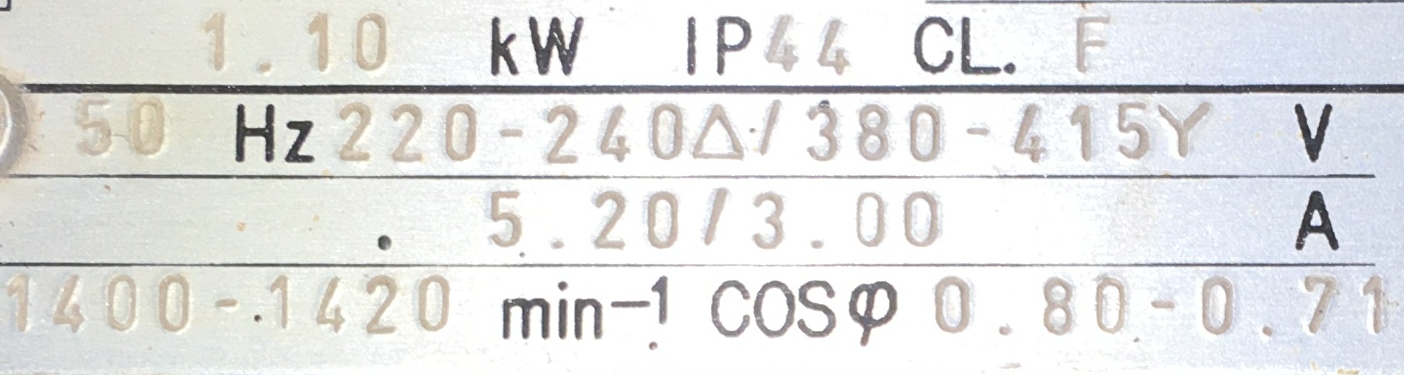 1.10 kW IP44 CL. F
50 Hz 220-240Δ/380-415Y V
5.20/3.00 A
1400-1420 min⁻¹ COSφ 0.80-0.71